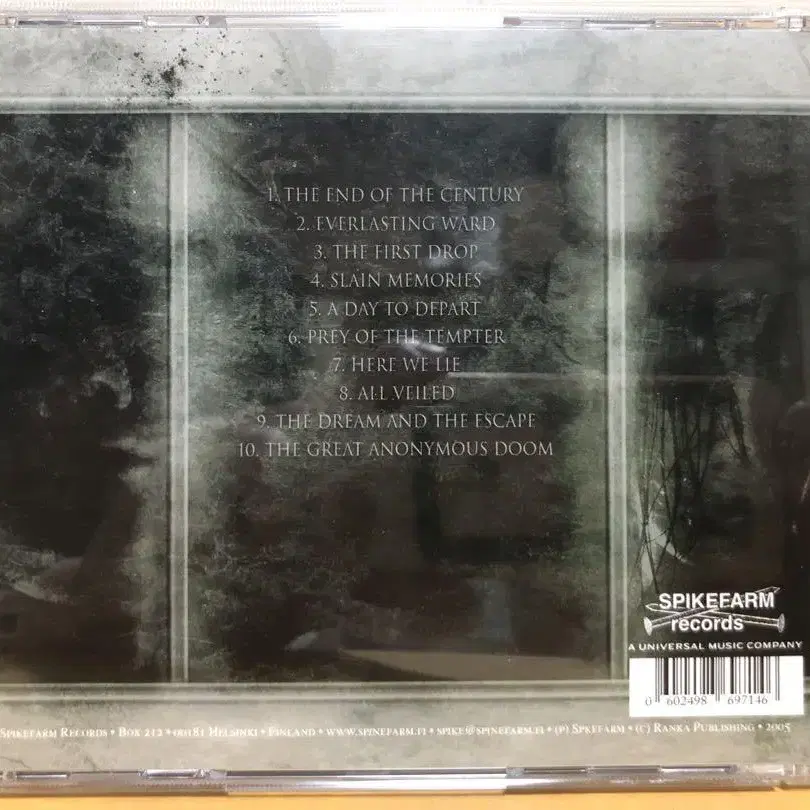 1. THE END OF THE CENTURY
2. EVERLASTING WARD
3. THE FIRST DROP
4. SLAIN MEMORIES
5. A DAY TO DEPART
6. PREY OF THE TEMPTER
7. HERE WE LIE
8. ALL VEILED
9. THE DREAM AND THE ESCAPE
10. THE GREAT ANONYMOUS DOOM
SPIKEFARM
records
A UNIVERSAL MUSIC COMPANY
0 602498 697146
SPIKEFARM RECORDS • BOX 212 • 00181 HELSINKI • FINLAND • WWW.SPINEFARM.FI • SPIKE@SPINEFARM.FI • (P) SPKEFARM • (C) RANKA PUBLISHING • 2005